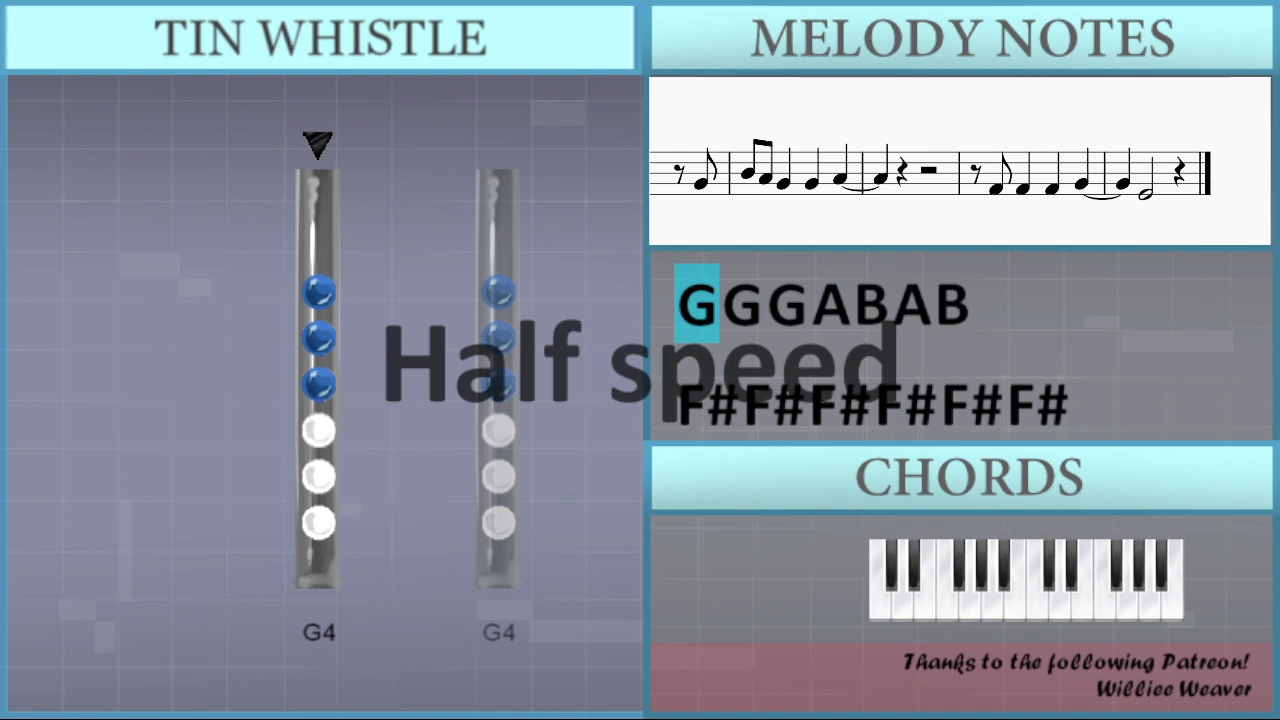 TIN WHISTLE
MELODY NOTES
GGGABAB
Half speed
F#F#F#F#F#F#
CHORDS
G4
G4
Thanks to the following Patreon!
Williee Weaver